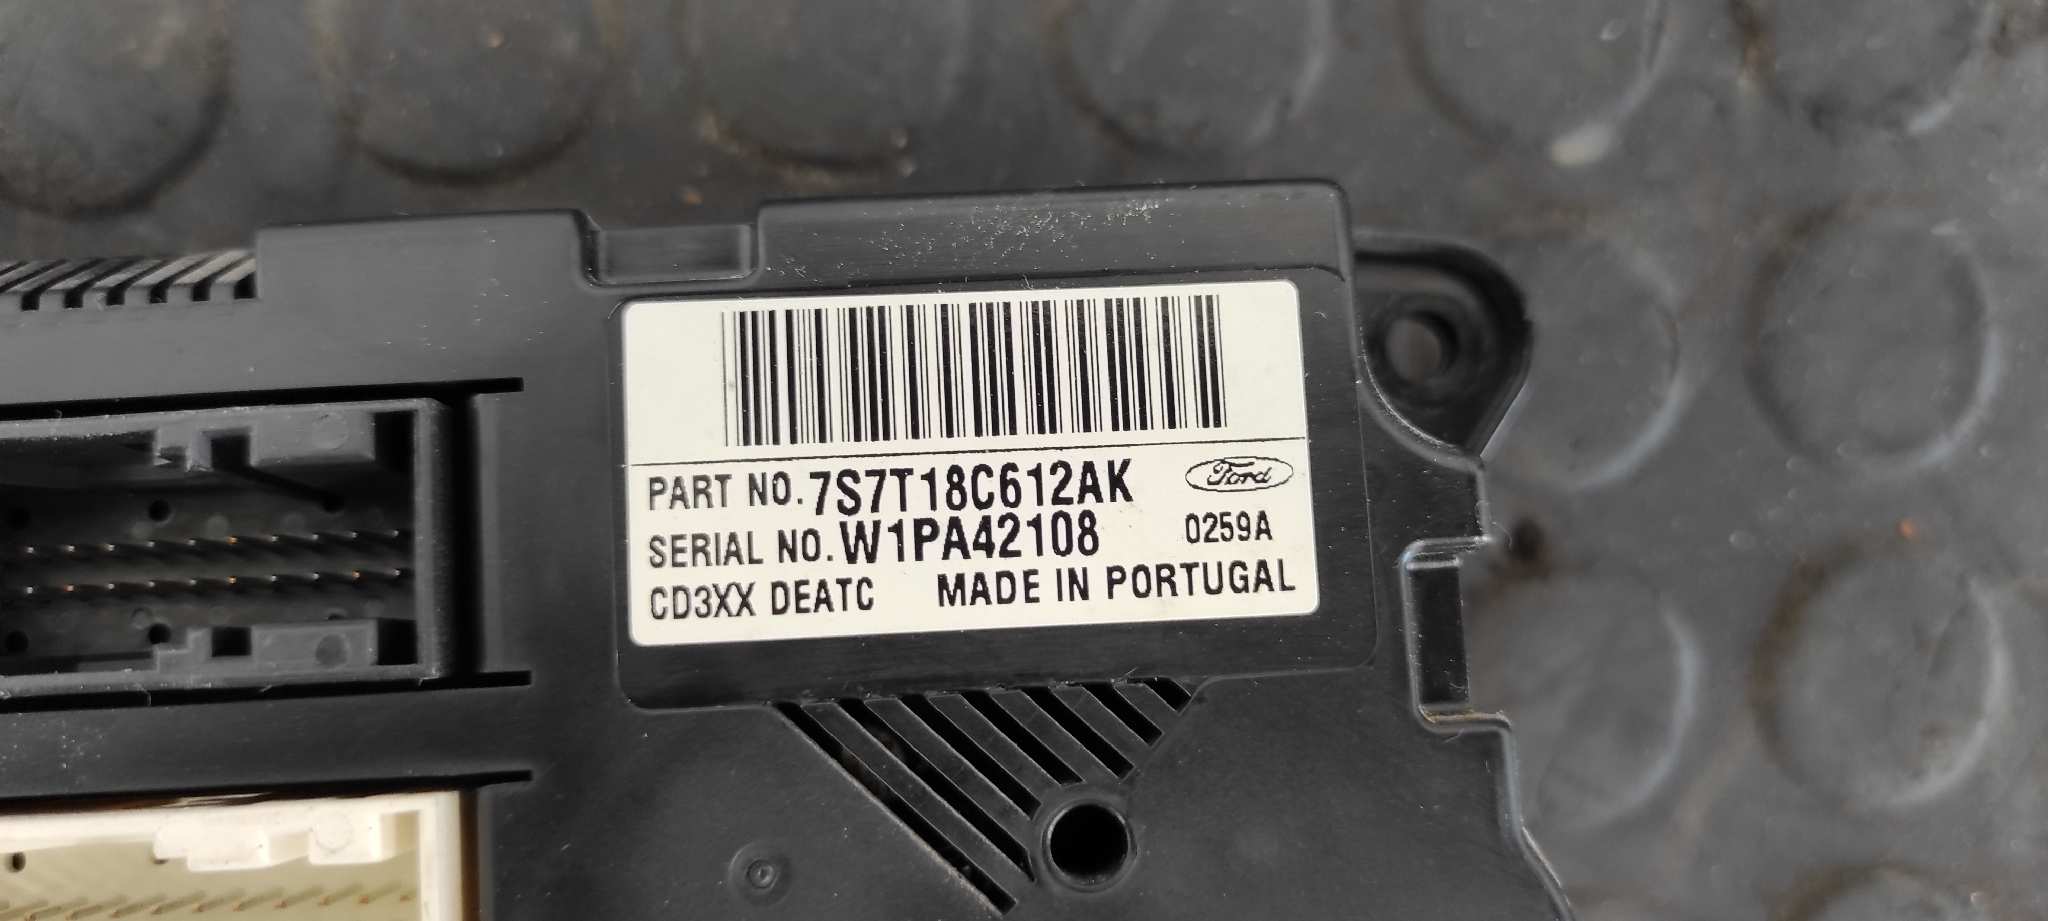 PART NO. 7S7T18C612AK Ford
SERIAL NO. W1PA42108 0259A
CD3XX DEATC MADE IN PORTUGAL